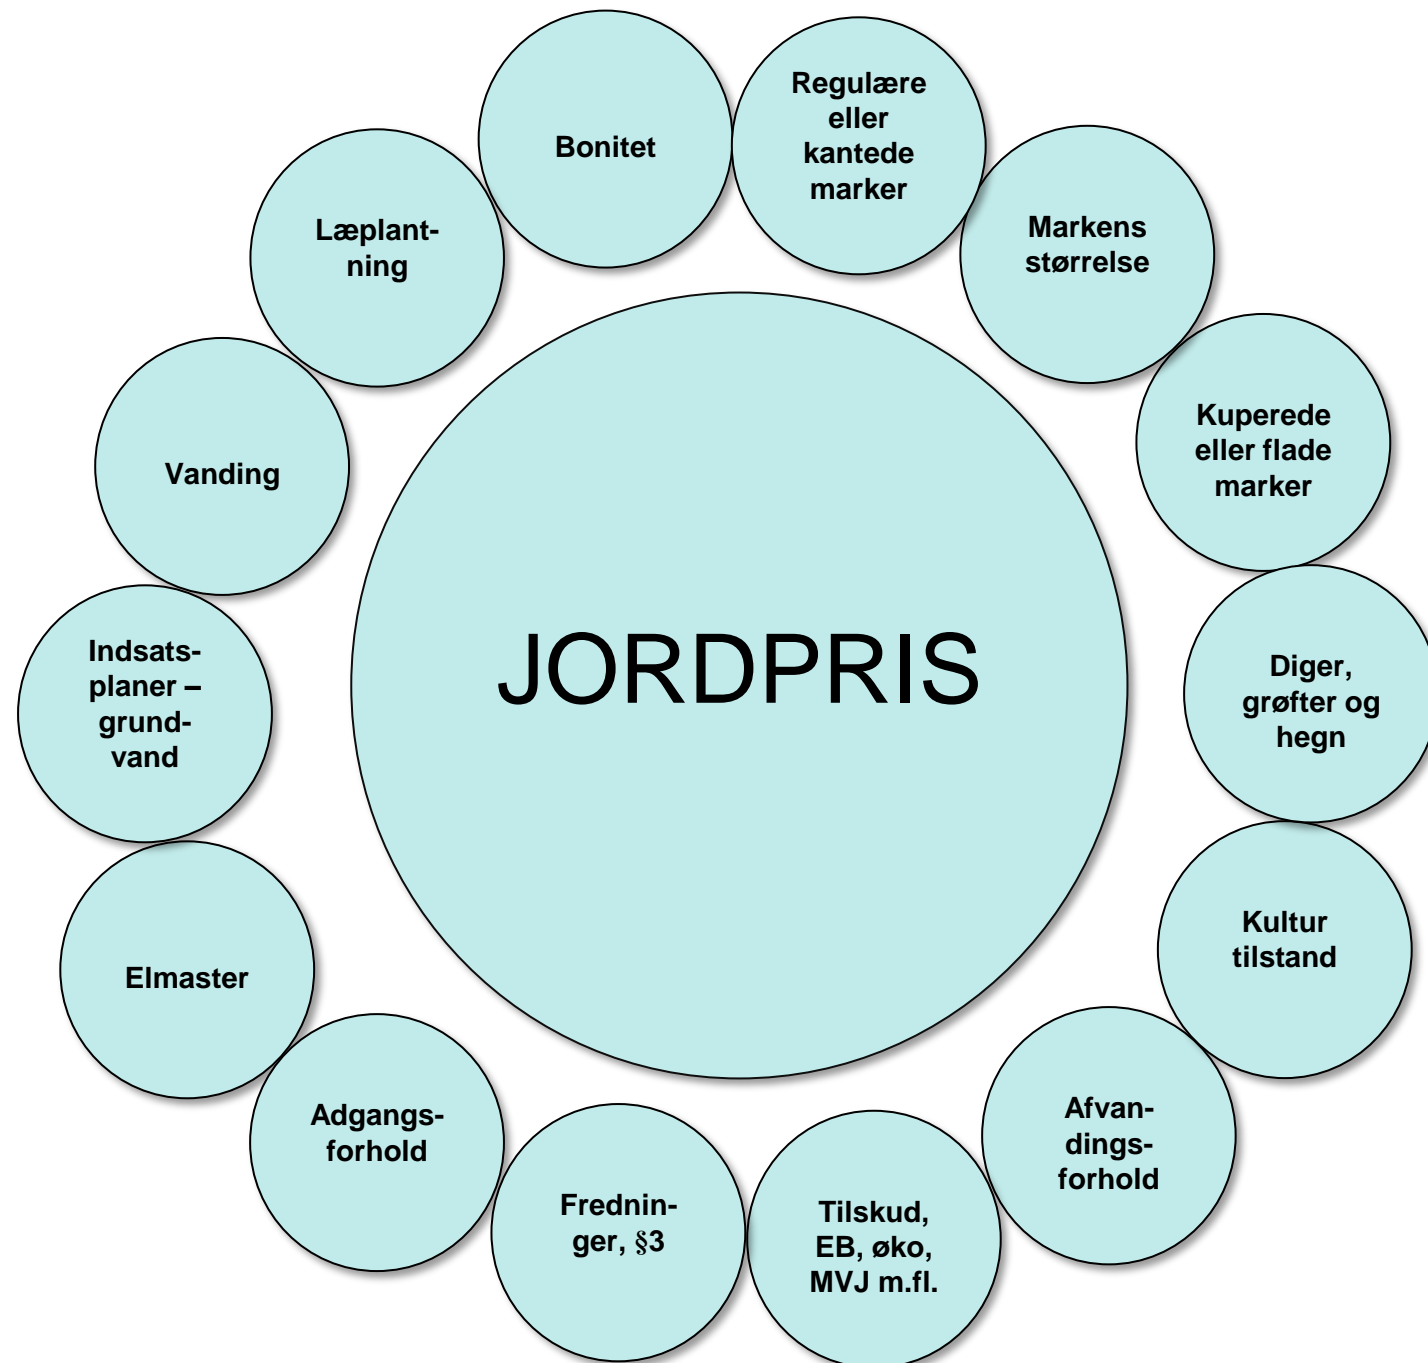 Bonitet
Regulære
eller
kantede
marker
Markens
størrelse
Kuperede
eller flade
marker
Diger,
grøfter og
hegn
Kultur
tilstand
Afvan-
dings-
forhold
Tilskud,
EB, øko,
MVJ m.fl.
Frednin-
ger, §3
Adgangs-
forhold
Elmaster
Indsats-
planer –
grund-
vand
Vanding
Læplant-
ning
JORDPRIS